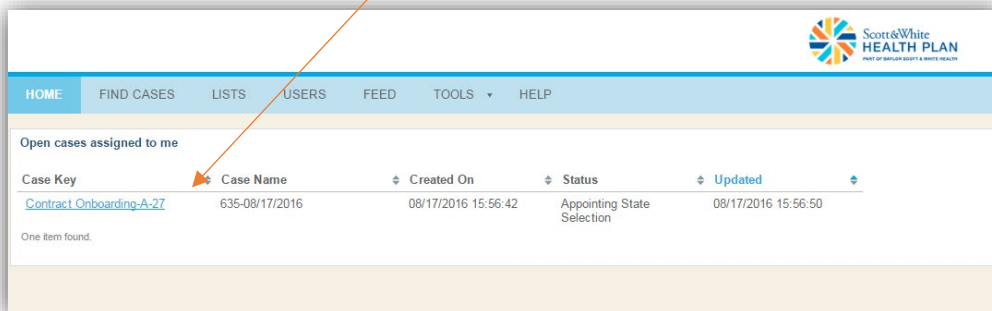 Scott&White
HEALTH PLAN
PART OF BAYLOR SCOTT & WHITE HEALTH
HOME FIND CASES LISTS USERS FEED TOOLS HELP
Open cases assigned to me
Case Key Case Name Created On Status Updated
Contract Onboarding-A-27 635-08/17/2016 08/17/2016 15:56:42 Appointing State 08/17/2016 15:56:50
Selection
One item found.